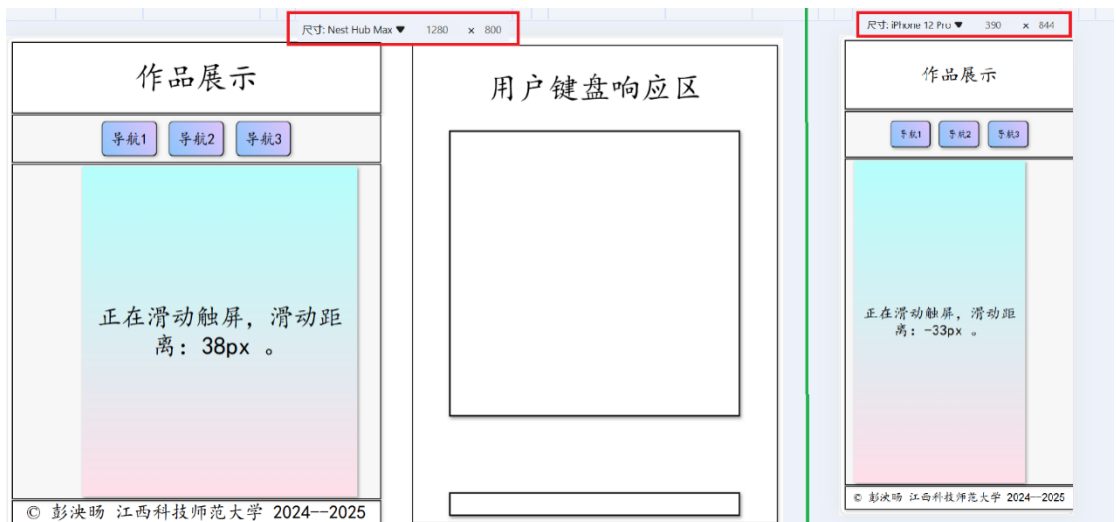 尺寸: Nest Hub Max ▼ 1280 × 800
作品展示
导航1 导航2 导航3
正在滑动触屏，滑动距
离：38px 。
© 彭泱旸 江西科技师范大学 2024--2025
用户键盘响应区
尺寸: iPhone 12 Pro ▼ 390 × 844
作品展示
导航1 导航2 导航3
正在滑动触屏，滑动距
离：-33px 。
© 彭泱旸 江西科技师范大学 2024--2025